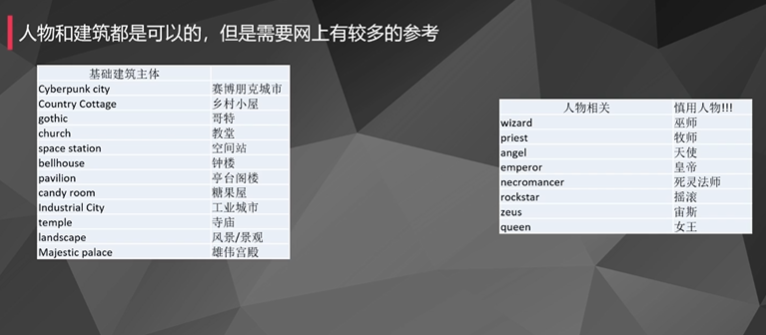 人物和建筑都是可以的，但是需要网上有较多的参考
基础建筑主体
Cyberpunk city 赛博朋克城市
Country Cottage 乡村小屋
gothic 哥特
church 教堂
space station 空间站
bellhouse 钟楼
pavilion 亭台阁楼
candy room 糖果屋
Industrial City 工业城市
temple 寺庙
landscape 风景/景观
Majestic palace 雄伟宫殿
人物相关 慎用人物!!!
wizard 巫师
priest 牧师
angel 天使
emperor 皇帝
necromancer 死灵法师
rockstar 摇滚
zeus 宙斯
queen 女王